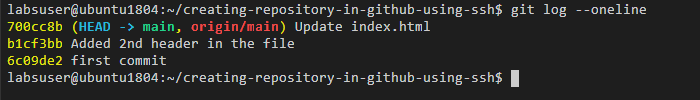 labsuser@ubuntu1804:~/creating-repository-in-github-using-ssh$ git log --oneline
700cc8b (HEAD -> main, origin/main) Update index.html
b1cf3bb Added 2nd header in the file
6c09de2 first commit
labsuser@ubuntu1804:~/creating-repository-in-github-using-ssh$